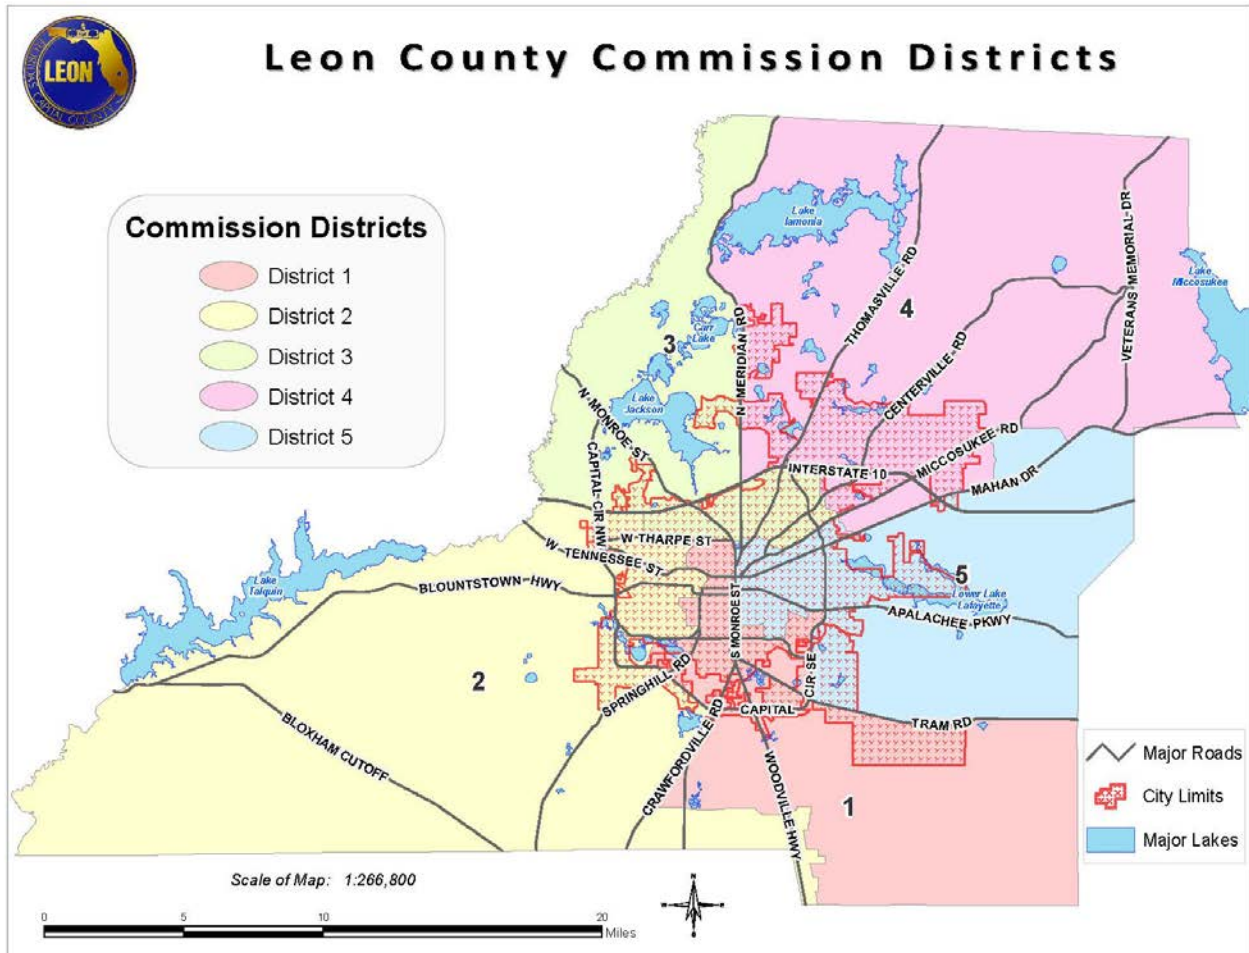 Leon County Commission Districts
LEON
CAPITAL COUNTY
Commission Districts
District 1
District 2
District 3
District 4
District 5
Lake
Iamonia
Lake
Miccosukee
THOMASVILLE RD
VETERANS MEMORIAL DR
4
3
Carr
Lake
N MERIDIAN RD
CENTERVILLE RD
Lake
Jackson
N MONROE ST
CAPITAL CIR NW
INTERSTATE 10
MICCOSUKEE RD
MAHAN DR
W THARPE ST
W TENNESSEE ST
Lake
Talquin
BLOUNTSTOWN HWY
5
Lower Lake
Lafayette
APALACHEE PKWY
S MONROE ST
CIR SE
2
SPRINGHILL RD
CAPITAL
TRAM RD
BLOXHAM CUTOFF
CRAWFORDVILLE RD
WOODVILLE HWY
1
Major Roads
City Limits
Major Lakes
Scale of Map: 1:266,800
N
W E
S
0 5 10 20
Miles